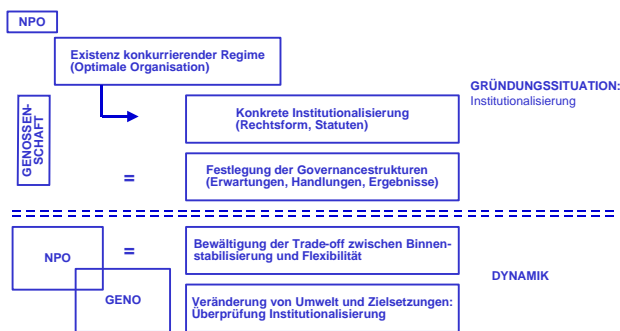 NPO
Existenz konkurrierender Regime
(Optimale Organisation)
GRÜNDUNGSSITUATION:
Institutionalisierung
GENOSSEN-
SCHAFT
Konkrete Institutionalisierung
(Rechtsform, Statuten)
=
Festlegung der Governancestrukturen
(Erwartungen, Handlungen, Ergebnisse)
NPO
=
Bewältigung der Trade-off zwischen Binnen-
stabilisierung und Flexibilität
DYNAMIK
GENO
Veränderung von Umwelt und Zielsetzungen:
Überprüfung Institutionalisierung